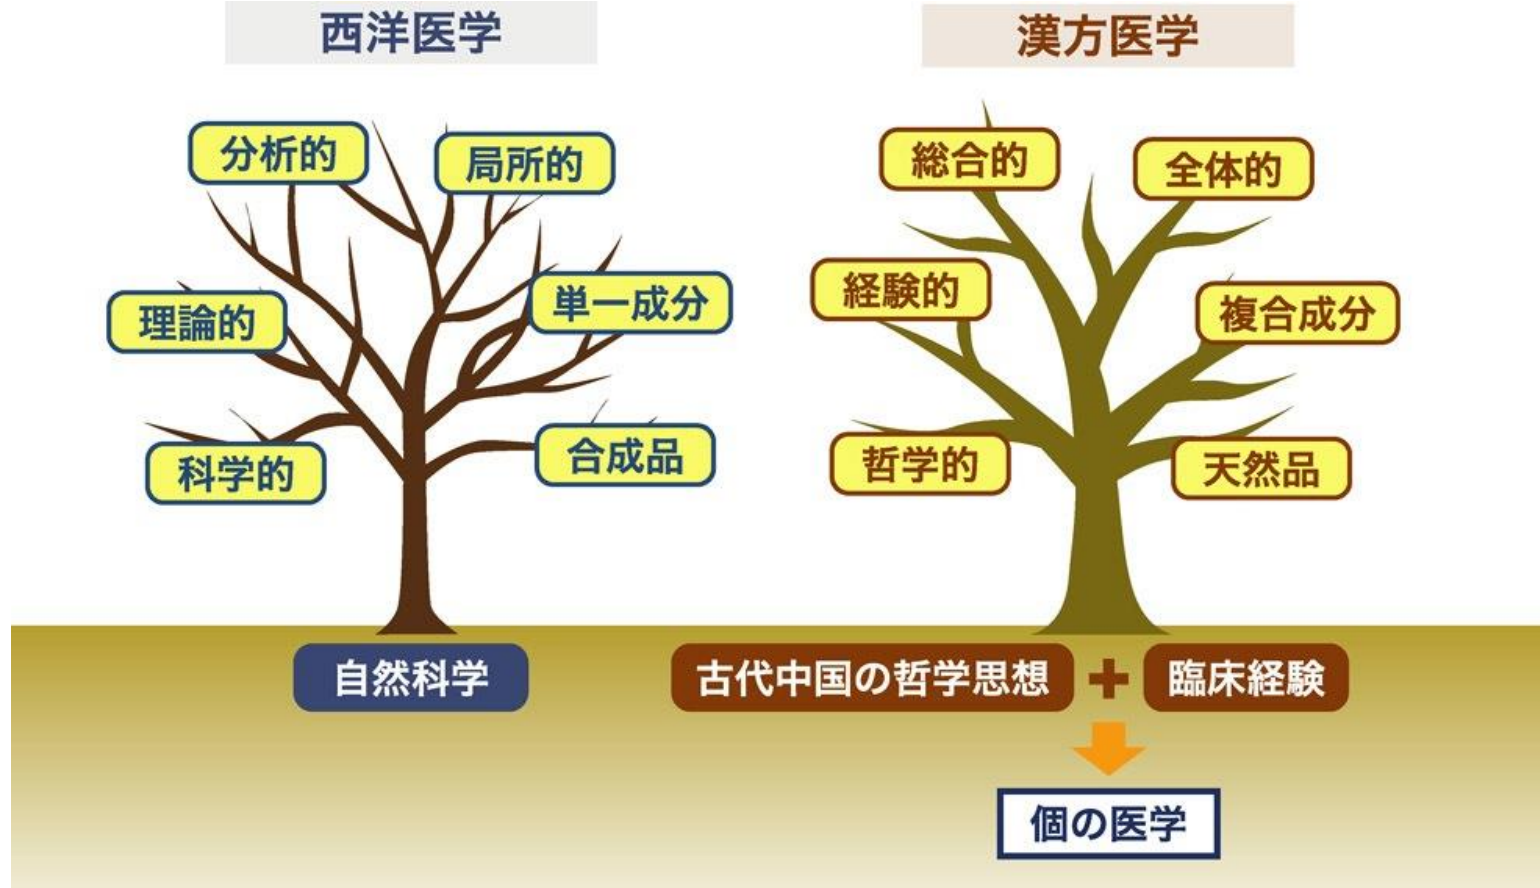 西洋医学
分析的
局所的
理論的
単一成分
科学的
合成品
自然科学
漢方医学
総合的
全体的
経験的
複合成分
哲学的
天然品
古代中国の哲学思想 + 臨床経験
個の医学